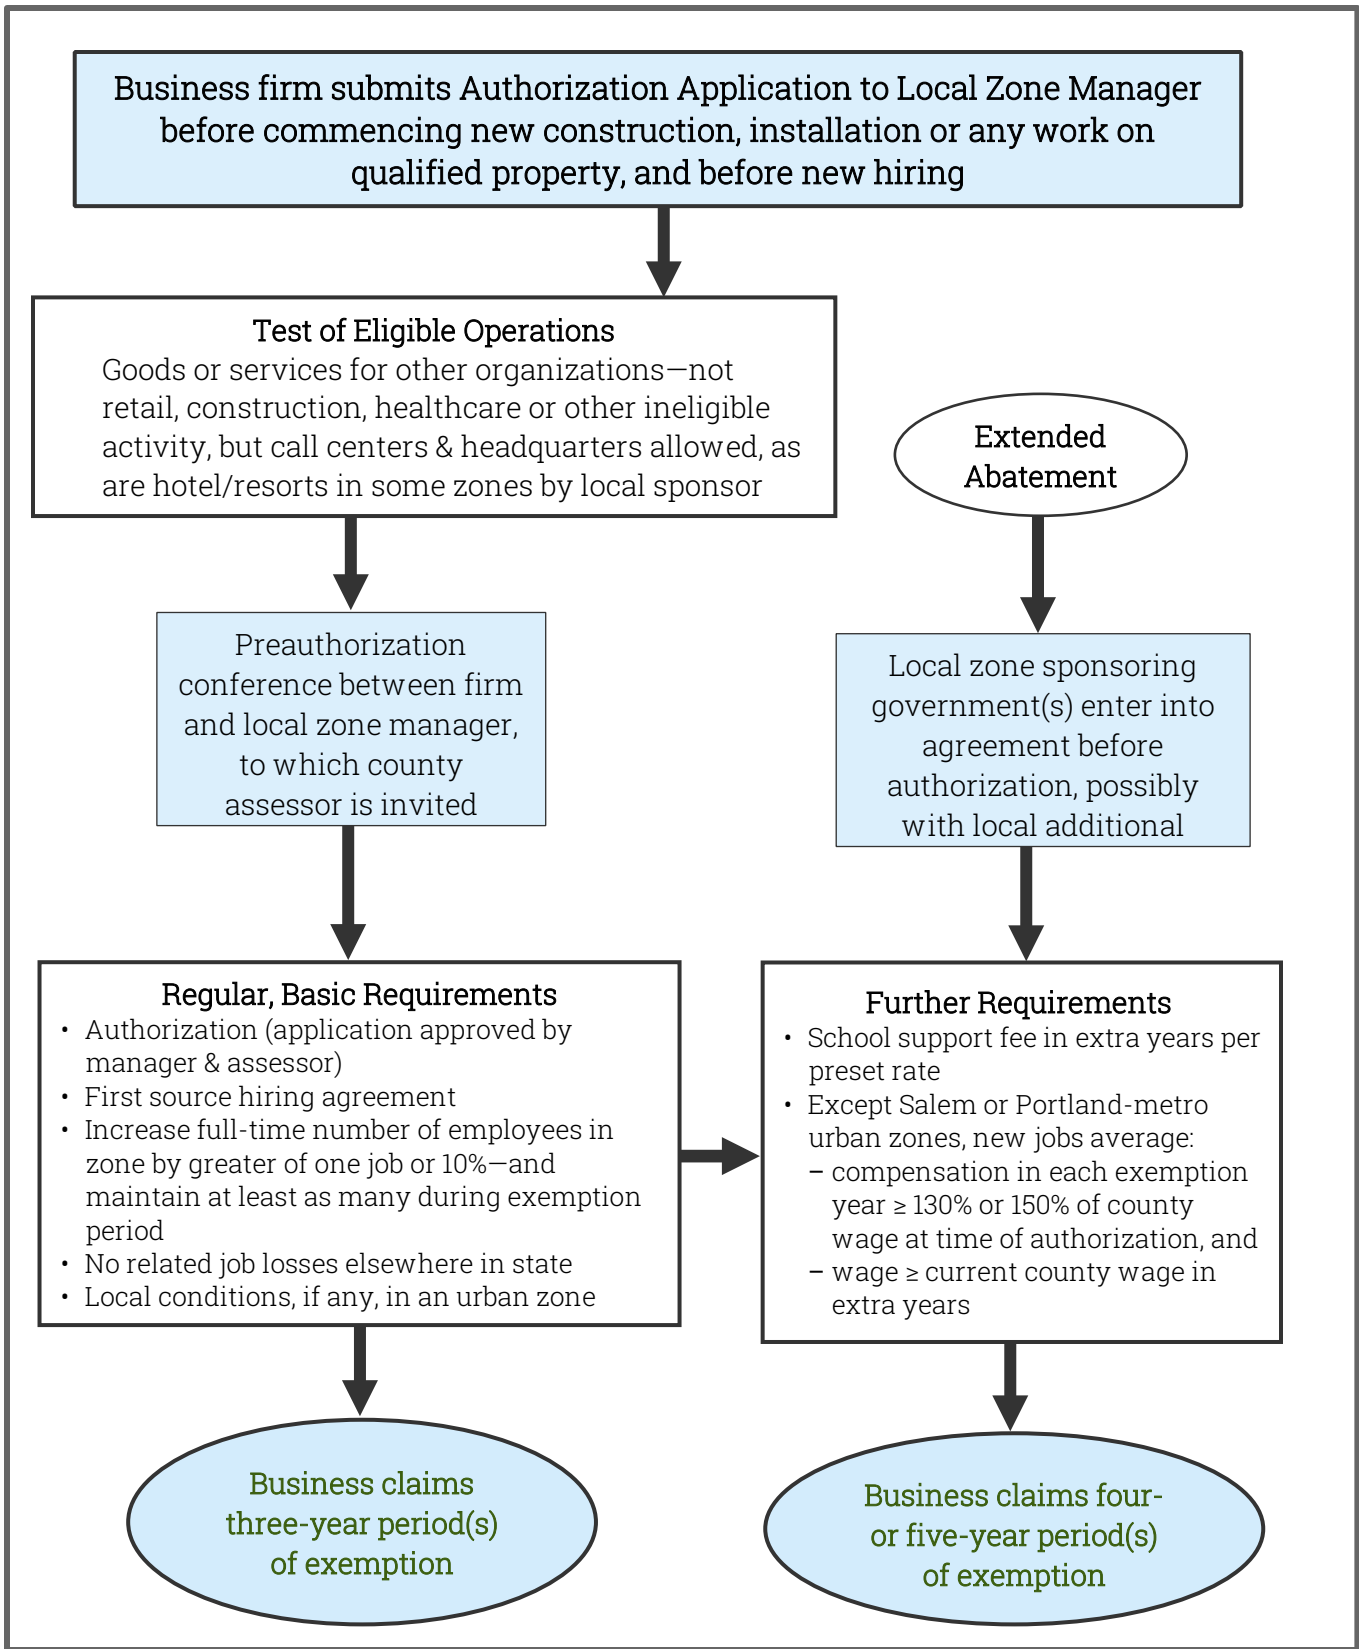 Business firm submits Authorization Application to Local Zone Manager
before commencing new construction, installation or any work on
qualified property, and before new hiring
Test of Eligible Operations
Goods or services for other organizations—not
retail, construction, healthcare or other ineligible
activity, but call centers & headquarters allowed, as
are hotel/resorts in some zones by local sponsor
Extended
Abatement
Preauthorization
conference between firm
and local zone manager,
to which county
assessor is invited
Local zone sponsoring
government(s) enter into
agreement before
authorization, possibly
with local additional
Regular, Basic Requirements
• Authorization (application approved by
manager & assessor)
• First source hiring agreement
• Increase full-time number of employees in
zone by greater of one job or 10%—and
maintain at least as many during exemption
period
• No related job losses elsewhere in state
• Local conditions, if any, in an urban zone
Further Requirements
• School support fee in extra years per
preset rate
• Except Salem or Portland-metro
urban zones, new jobs average:
– compensation in each exemption
year ≥ 130% or 150% of county
wage at time of authorization, and
– wage ≥ current county wage in
extra years
Business claims
three-year period(s)
of exemption
Business claims four-
or five-year period(s)
of exemption